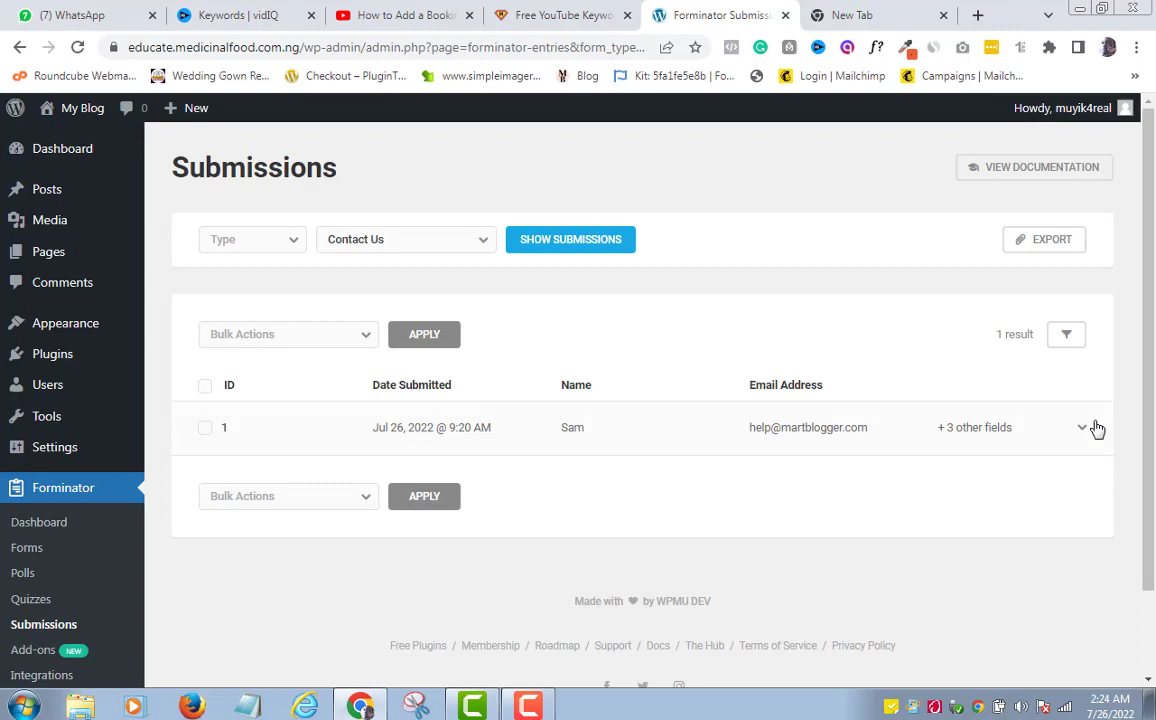 (7) WhatsApp
Keywords | vidIQ
How to Add a Bookin
Free YouTube Keywo
Forminator Submissi
New Tab
educate.medicinalfood.com.ng/wp-admin/admin.php?page=forminator-entries&form_type...
Roundcube Webma...
Wedding Gown Re...
Checkout – PluginT...
www.simpleimager...
Blog
Kit: 5fa1fe5e8b | Fo...
Login | Mailchimp
Campaigns | Mailch...
»
My Blog
0
New
Howdy, muyik4real
Dashboard
Posts
Media
Pages
Comments
Appearance
Plugins
Users
Tools
Settings
Forminator
Dashboard
Forms
Polls
Quizzes
Submissions
Add-ons NEW
Integrations
Submissions
VIEW DOCUMENTATION
Type
Contact Us
SHOW SUBMISSIONS
EXPORT
Bulk Actions
APPLY
1 result
ID Date Submitted Name Email Address
1 Jul 26, 2022 @ 9:20 AM Sam help@martblogger.com + 3 other fields
Bulk Actions
APPLY
Made with ♥ by WPMU DEV
Free Plugins / Membership / Roadmap / Support / Docs / The Hub / Terms of Service / Privacy Policy
2:24 AM
7/26/2022